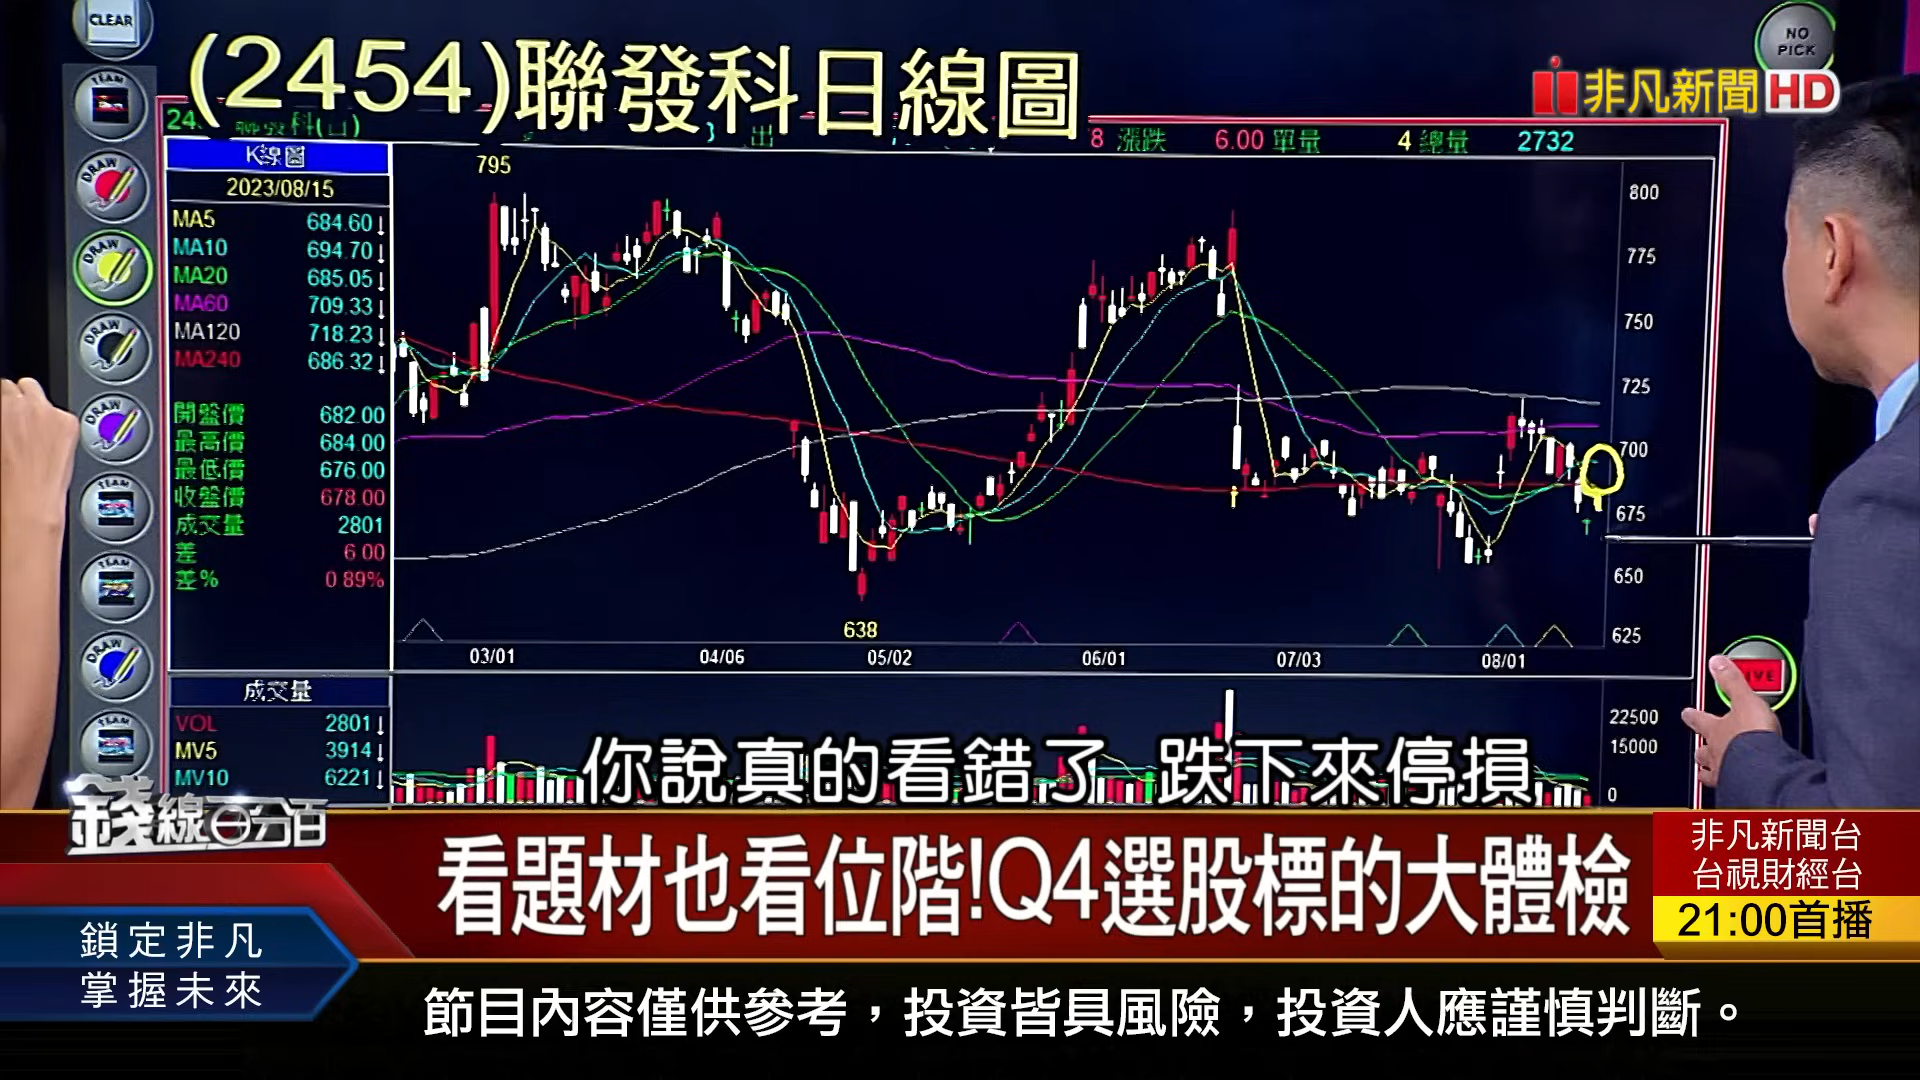 CLEAR
(2454)聯發科日線圖
NO PICK
非凡新聞HD
漲跌 6.00 單量 4 總量 2732
K線圖
2023/08/15
MA5 684.60↓
MA10 694.70↓
MA20 685.05↓
MA60 709.33↓
MA120 718.23↓
MA240 686.32↓
開盤價 682.00
最高價 684.00
最低價 676.00
收盤價 678.00
成交量 2801
差 6.00
差% 0.89%
795
638
800
775
750
725
700
675
650
625
03/01 04/06 05/02 06/01 07/03 08/01
成交量
VOL 2801↓
MV5 3914↓
MV10 6221↓
22500
15000
0
TEAM
DRAW
DRAW
DRAW
DRAW
TEAM
TEAM
DRAW
TEAM
你說真的看錯了 跌下來停損
錢線百分百
看題材也看位階!Q4選股標的大體檢
非凡新聞台
台視財經台
21:00首播
鎖定非凡
掌握未來
節目內容僅供參考，投資皆具風險，投資人應謹慎判斷。